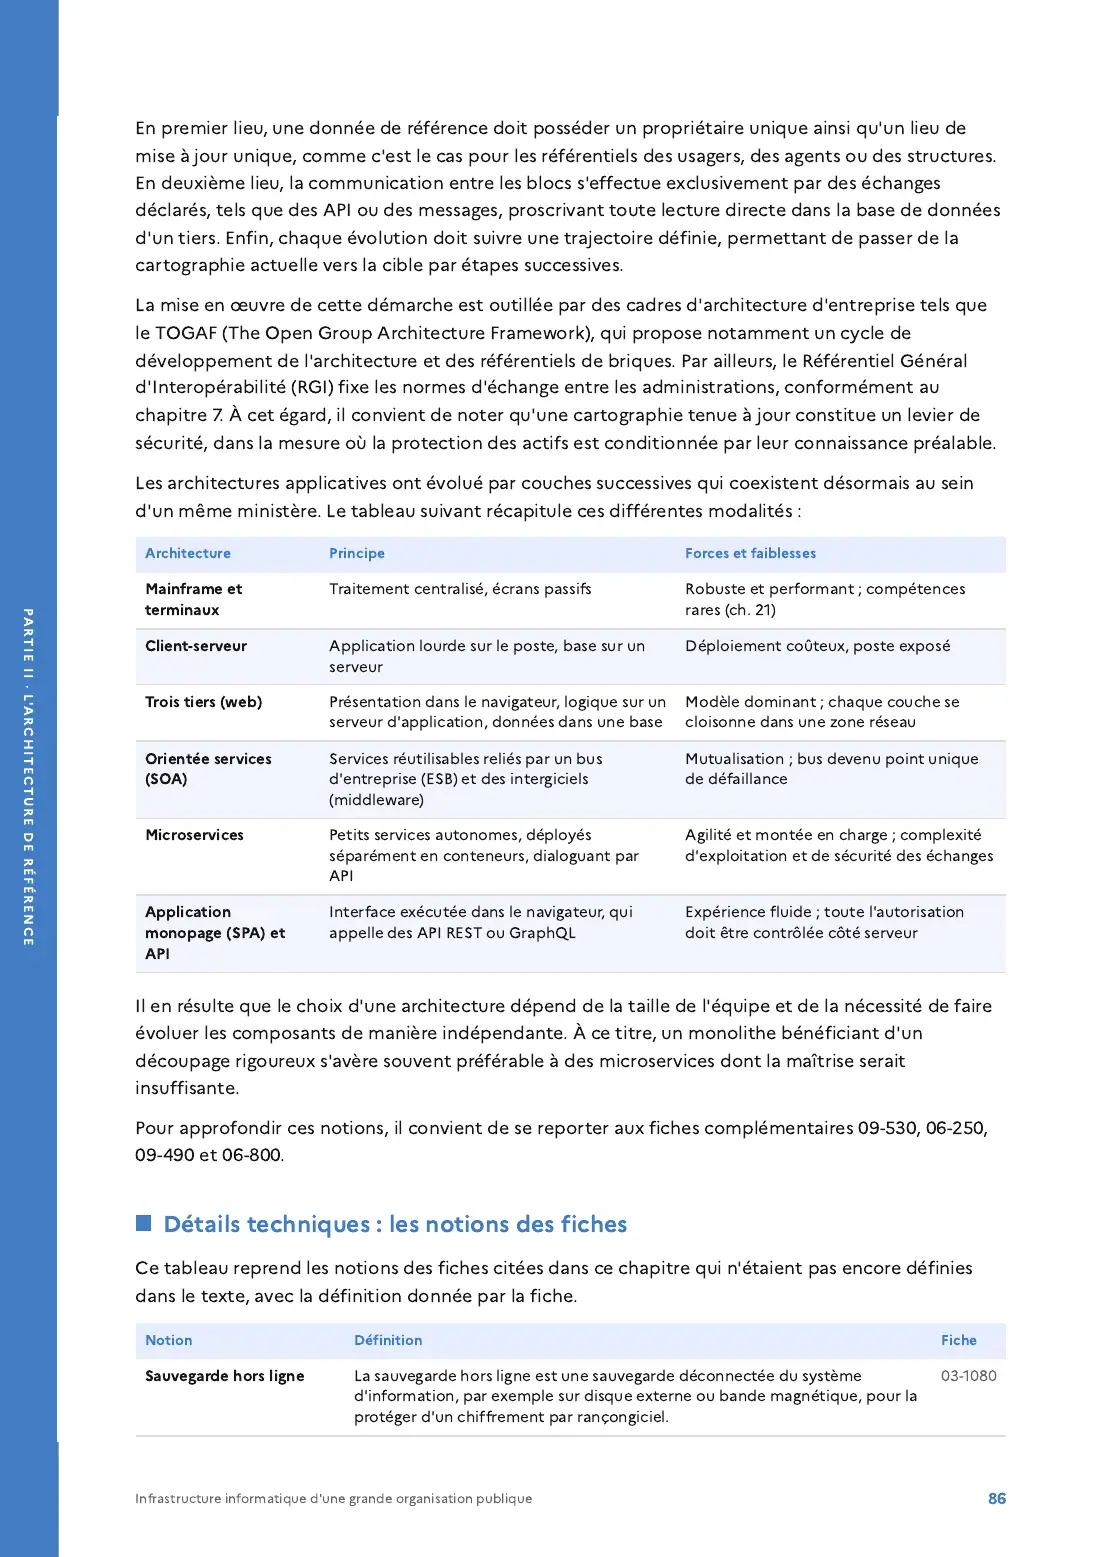 En premier lieu, une donnée de référence doit posséder un propriétaire unique ainsi qu'un lieu de
mise à jour unique, comme c'est le cas pour les référentiels des usagers, des agents ou des structures.
En deuxième lieu, la communication entre les blocs s'effectue exclusivement par des échanges
déclarés, tels que des API ou des messages, proscrivant toute lecture directe dans la base de données
d'un tiers. Enfin, chaque évolution doit suivre une trajectoire définie, permettant de passer de la
cartographie actuelle vers la cible par étapes successives.
La mise en œuvre de cette démarche est outillée par des cadres d'architecture d'entreprise tels que
le TOGAF (The Open Group Architecture Framework), qui propose notamment un cycle de
développement de l'architecture et des référentiels de briques. Par ailleurs, le Référentiel Général
d'Interopérabilité (RGI) fixe les normes d'échange entre les administrations, conformément au
chapitre 7. À cet égard, il convient de noter qu'une cartographie tenue à jour constitue un levier de
sécurité, dans la mesure où la protection des actifs est conditionnée par leur connaissance préalable.
Les architectures applicatives ont évolué par couches successives qui coexistent désormais au sein
d'un même ministère. Le tableau suivant récapitule ces différentes modalités :
Architecture Principe Forces et faiblesses
Mainframe et Traitement centralisé, écrans passifs Robuste et performant ; compétences
terminaux rares (ch. 21)
Client-serveur Application lourde sur le poste, base sur un Déploiement coûteux, poste exposé
serveur
Trois tiers (web) Présentation dans le navigateur, logique sur un Modèle dominant ; chaque couche se
serveur d'application, données dans une base cloisonne dans une zone réseau
Orientée services Services réutilisables reliés par un bus Mutualisation ; bus devenu point unique
(SOA) d'entreprise (ESB) et des intergiciels de défaillance
(middleware)
Microservices Petits services autonomes, déployés Agilité et montée en charge ; complexité
séparément en conteneurs, dialoguant par d'exploitation et de sécurité des échanges
API
Application Interface exécutée dans le navigateur, qui Expérience fluide ; toute l'autorisation
monopage (SPA) et appelle des API REST ou GraphQL doit être contrôlée côté serveur
API
Il en résulte que le choix d'une architecture dépend de la taille de l'équipe et de la nécessité de faire
évoluer les composants de manière indépendante. À ce titre, un monolithe bénéficiant d'un
découpage rigoureux s'avère souvent préférable à des microservices dont la maîtrise serait
insuffisante.
Pour approfondir ces notions, il convient de se reporter aux fiches complémentaires 09-530, 06-250,
09-490 et 06-800.
Détails techniques : les notions des fiches
Ce tableau reprend les notions des fiches citées dans ce chapitre qui n'étaient pas encore définies
dans le texte, avec la définition donnée par la fiche.
Notion Définition Fiche
Sauvegarde hors ligne La sauvegarde hors ligne est une sauvegarde déconnectée du système 03-1080
d'information, par exemple sur disque externe ou bande magnétique, pour la
protéger d'un chiffrement par rançongiciel.
Infrastructure informatique d'une grande organisation publique 86
PARTIE II · L'ARCHITECTURE DE RÉFÉRENCE